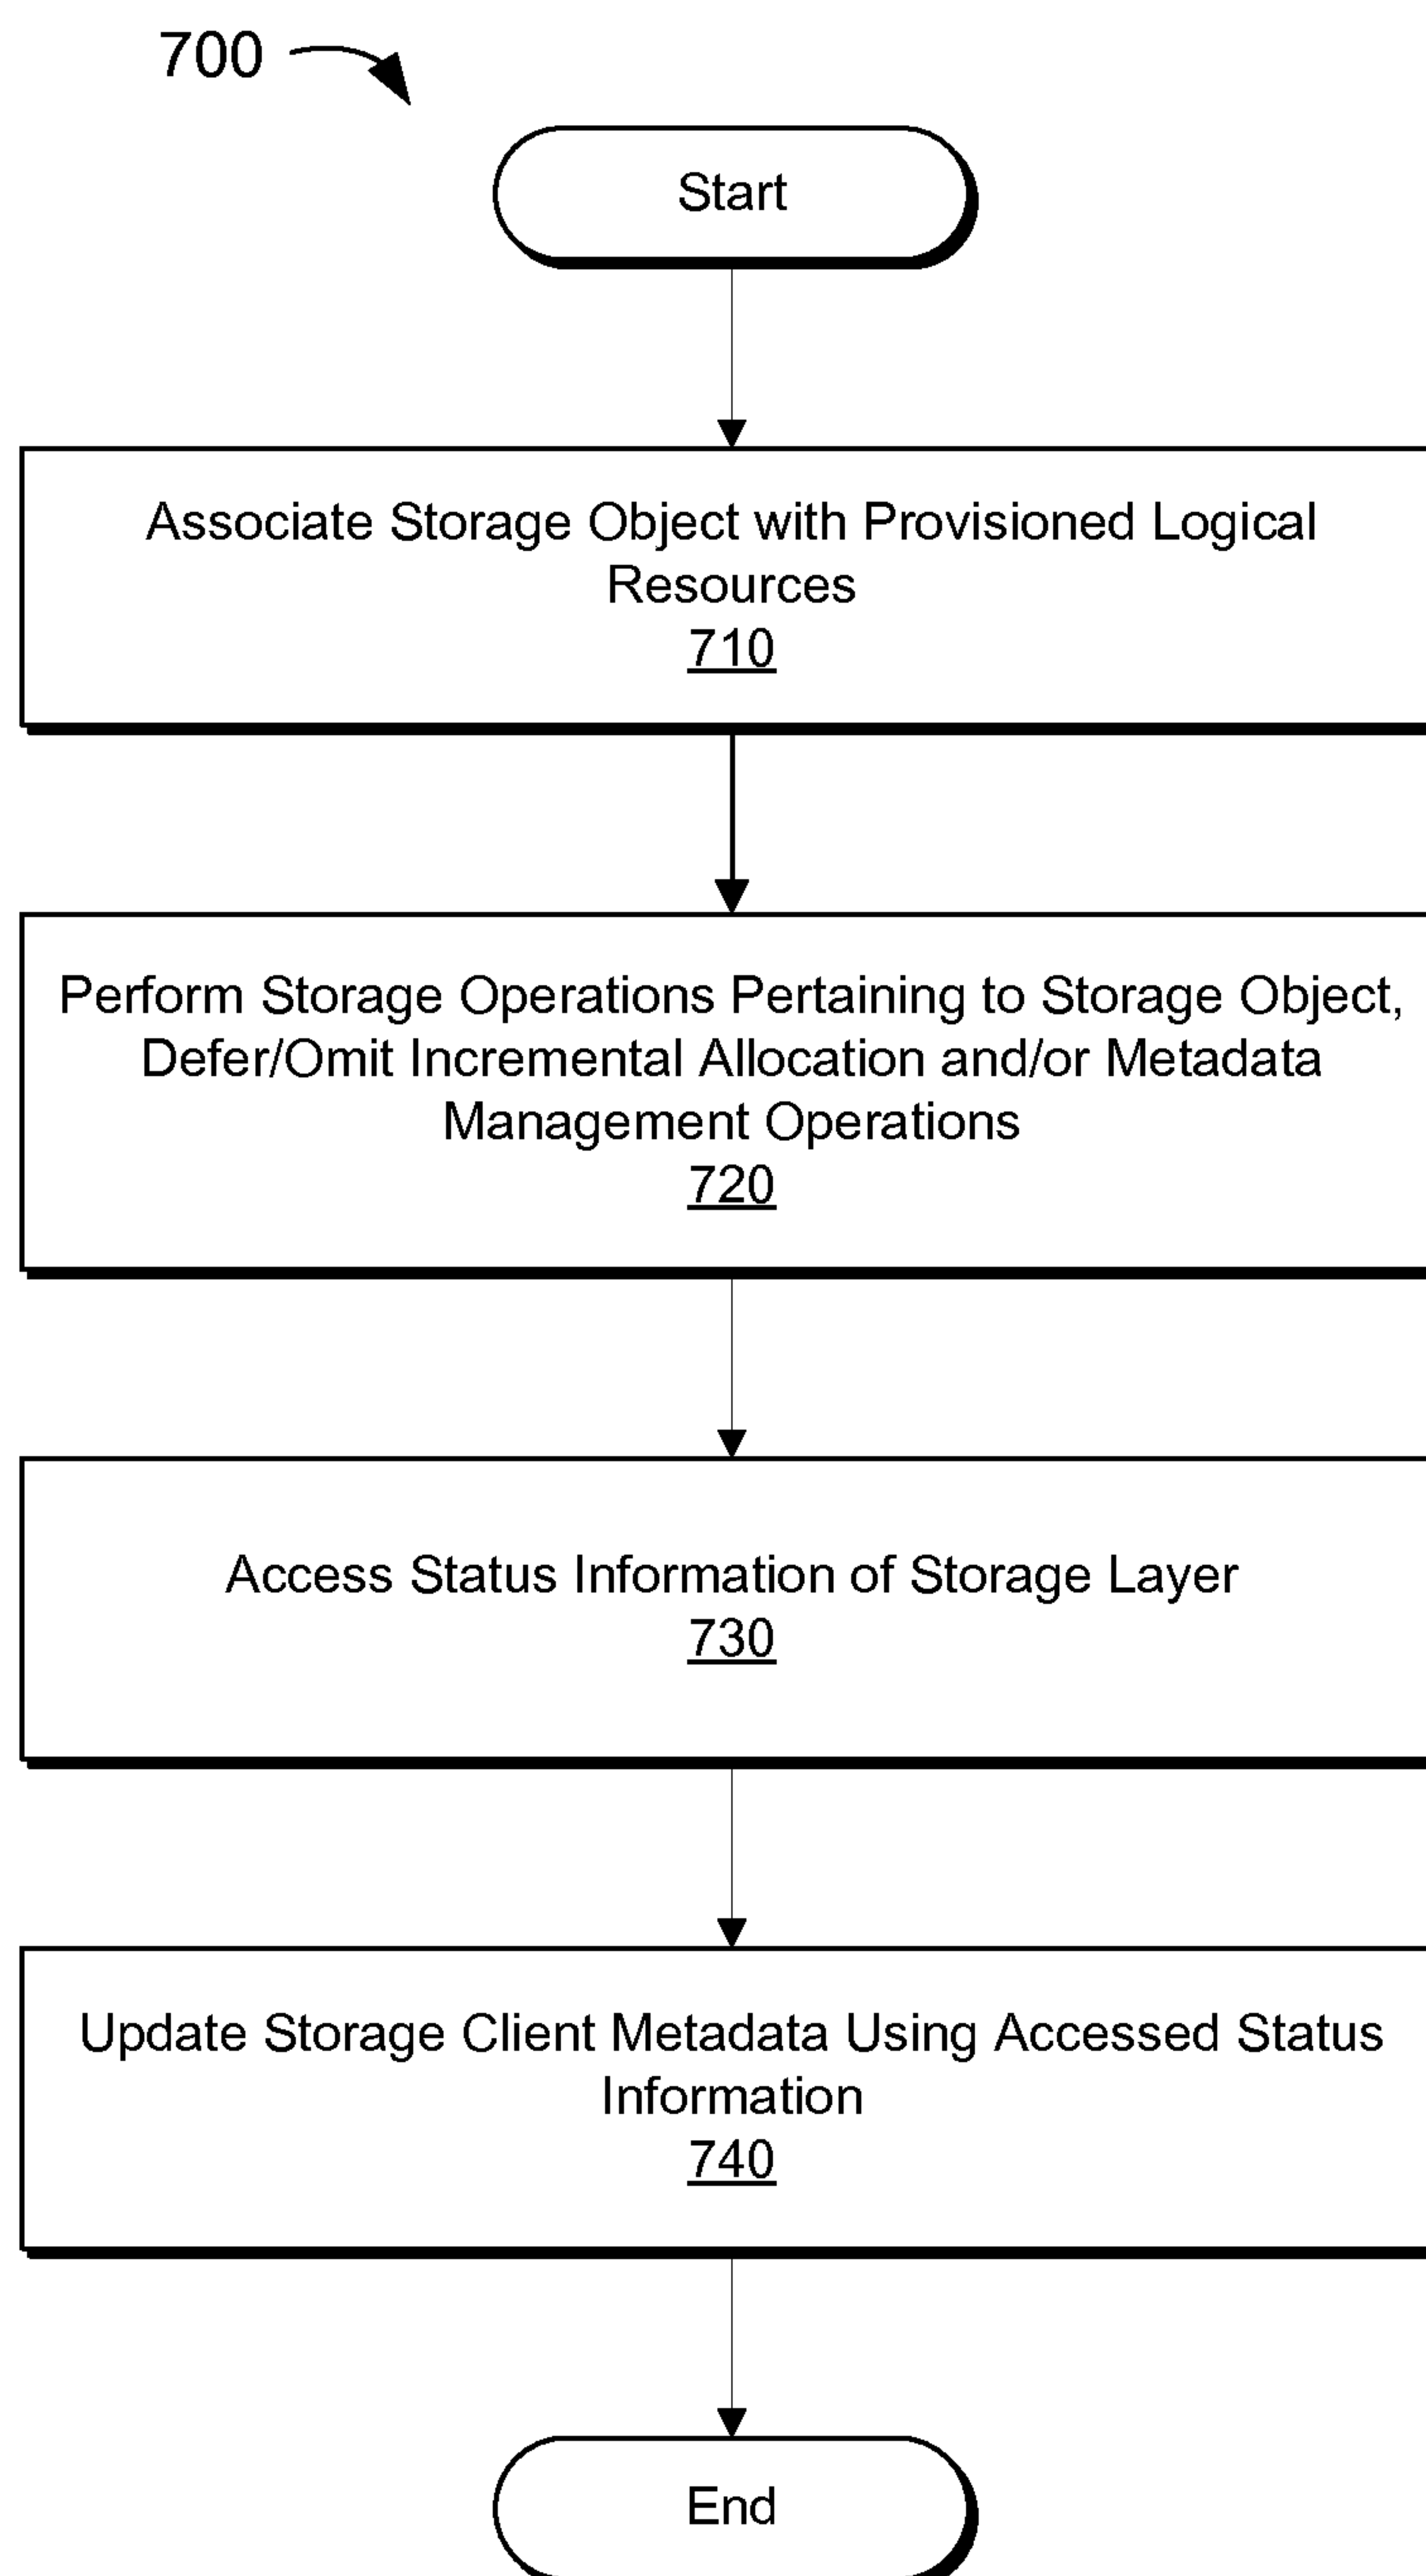 700
Start
Associate Storage Object with Provisioned Logical
Resources
710
Perform Storage Operations Pertaining to Storage Object,
Defer/Omit Incremental Allocation and/or Metadata
Management Operations
720
Access Status Information of Storage Layer
730
Update Storage Client Metadata Using Accessed Status
Information
740
End